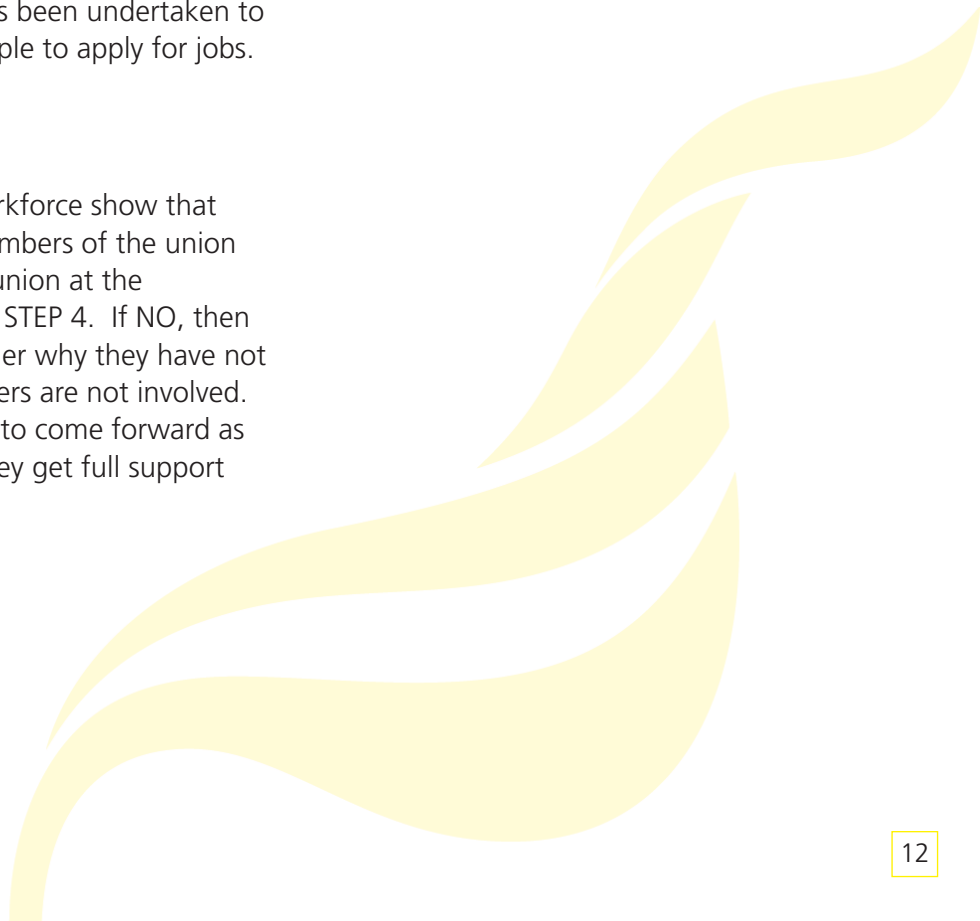 s been undertaken to
ple to apply for jobs.
rkforce show that
mbers of the union
union at the
STEP 4. If NO, then
er why they have not
ers are not involved.
to come forward as
ey get full support
12